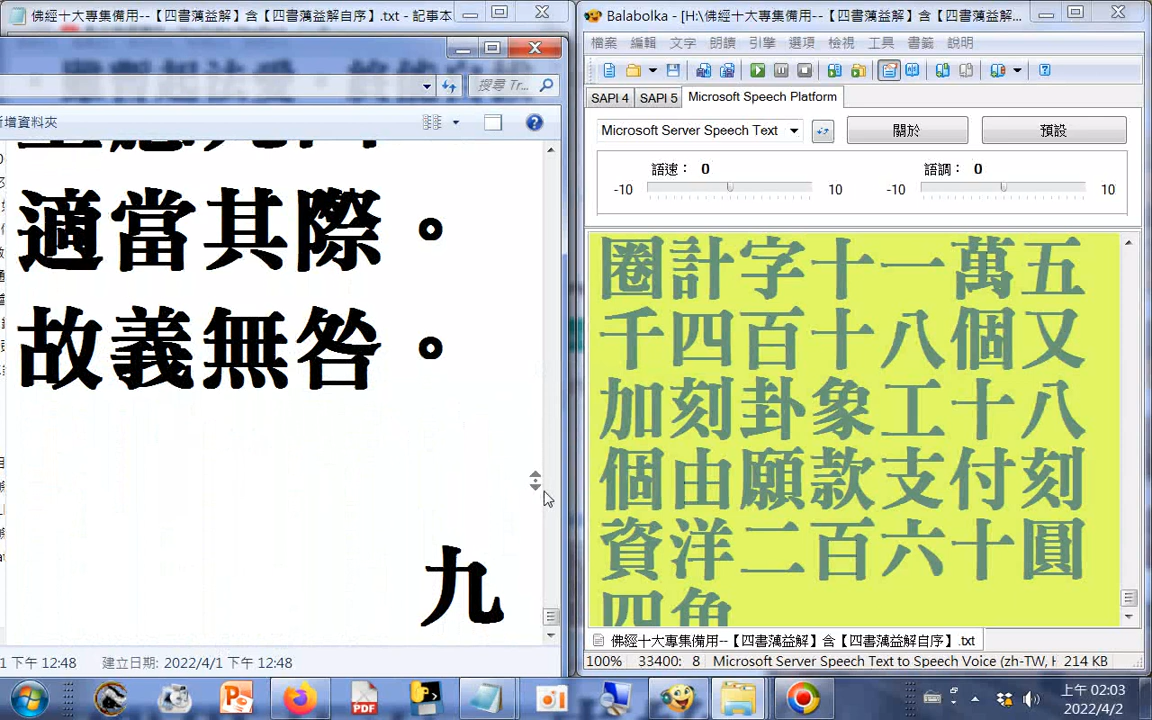 佛經十大專集備用--【四書蕅益解】含【四書蕅益解自序】.txt - 記事本
搜尋 Tr...
新增資料夾
適當其際。
故義無咎。
九
下午 12:48
建立日期: 2022/4/1 下午 12:48
Balabolka - [H:\佛經十大專集備用--【四書蕅益解】含【四書蕅益解自序】...
檔案 編輯 文字 朗讀 引擎 選項 檢視 工具 書籤 說明
SAPI 4 SAPI 5 Microsoft Speech Platform
Microsoft Server Speech Text 關於 預設
語速： 0 語調： 0
-10 10 -10 10
圈計字十一萬五
千四百十八個又
加刻卦象工十八
個由願款支付刻
資洋二百六十圓
四角
佛經十大專集備用--【四書蕅益解】含【四書蕅益解自序】.txt
100% 33400: 8 Microsoft Server Speech Text to Speech Voice (zh-TW, H 214 KB
上午 02:03
2022/4/2